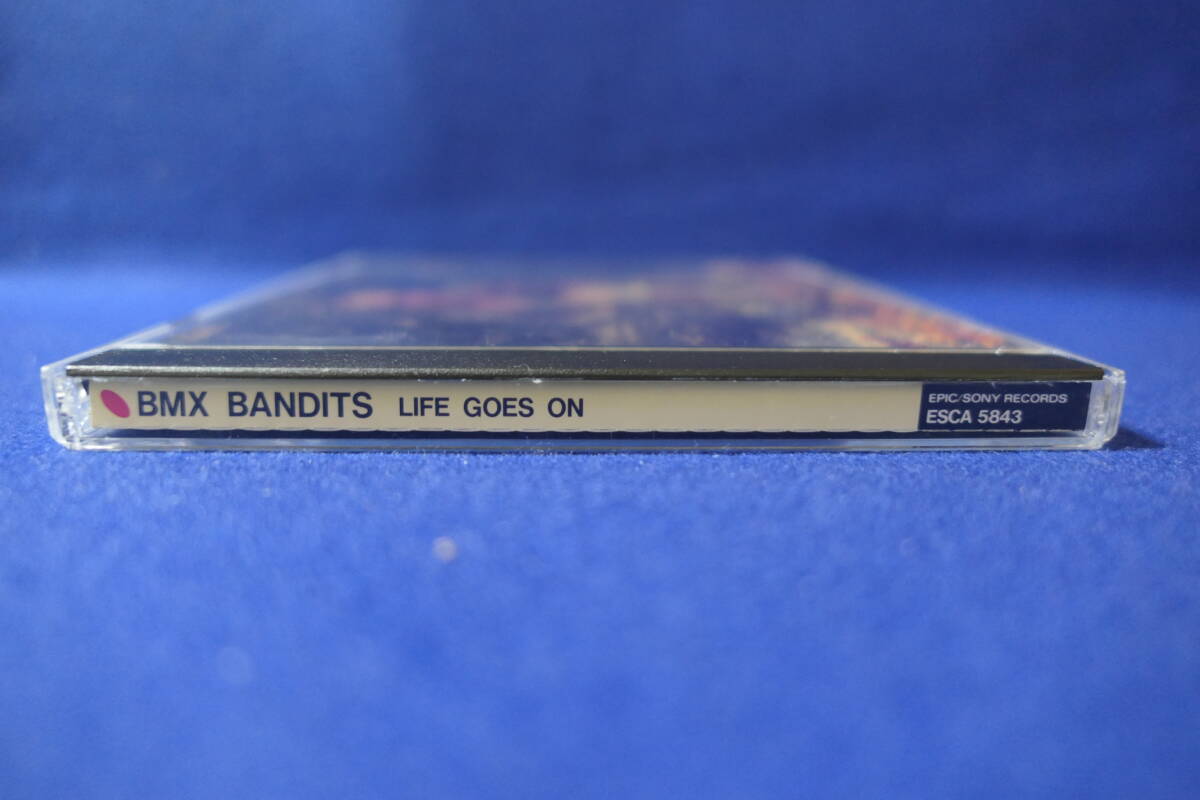 BMX BANDITS LIFE GOES ON
EPIC/SONY RECORDS
ESCA 5843